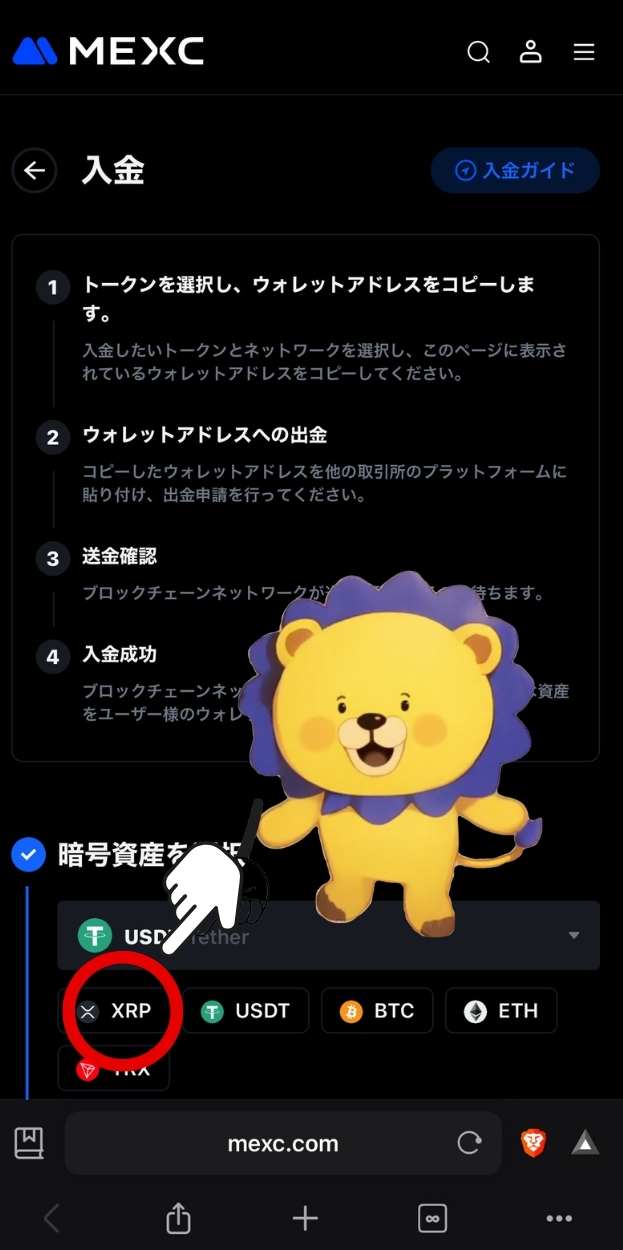 MEXC
入金
入金ガイド
1
トークンを選択し、ウォレットアドレスをコピーしま
す。
入金したいトークンとネットワークを選択し、このページに表示さ
れているウォレットアドレスをコピーしてください。
2
ウォレットアドレスへの出金
コピーしたウォレットアドレスを他の取引所のプラットフォームに
貼り付け、出金申請を行ってください。
3
送金確認
ブロックチェーンネットワークが
待ちます。
4
入金成功
ブロックチェーンネッ
資産
をユーザー様のウォレ
暗号資産を
USD
Tether
XRP
USDT
BTC
ETH
TRX
mexc.com